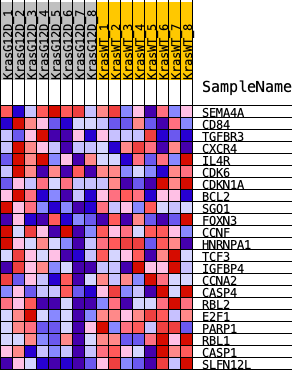 KrasG12D_1
KrasG12D_2
KrasG12D_3
KrasG12D_4
KrasG12D_5
KrasG12D_6
KrasG12D_7
KrasG12D_8
KrasWT_1
KrasWT_2
KrasWT_3
KrasWT_4
KrasWT_5
KrasWT_6
KrasWT_7
KrasWT_8
SampleName
SEMA4A
CD84
TGFBR3
CXCR4
IL4R
CDK6
CDKN1A
BCL2
SGO1
FOXN3
CCNF
HNRNPA1
TCF3
IGFBP4
CCNA2
CASP4
RBL2
E2F1
PARP1
RBL1
CASP1
SLFN12L